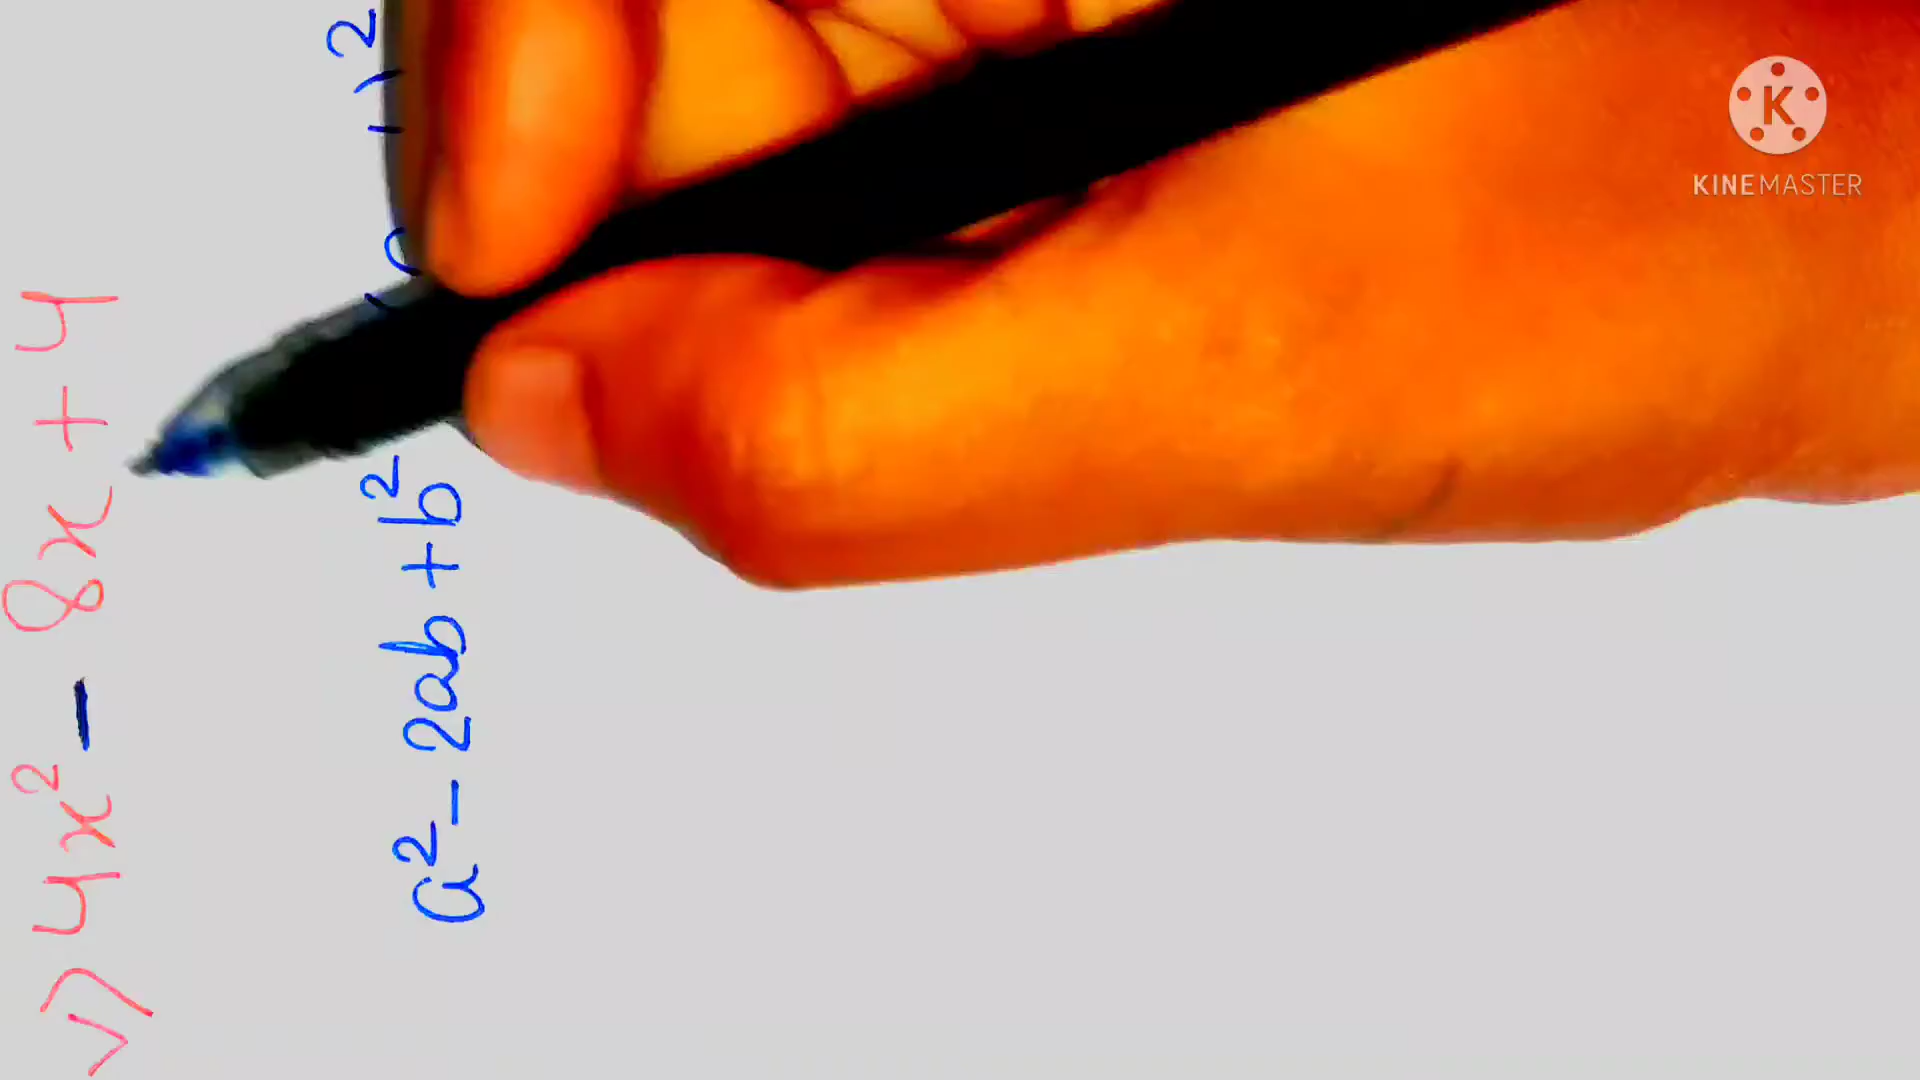 v) 4x² - 8x + 4
a² - 2ab + b²
KINEMASTER